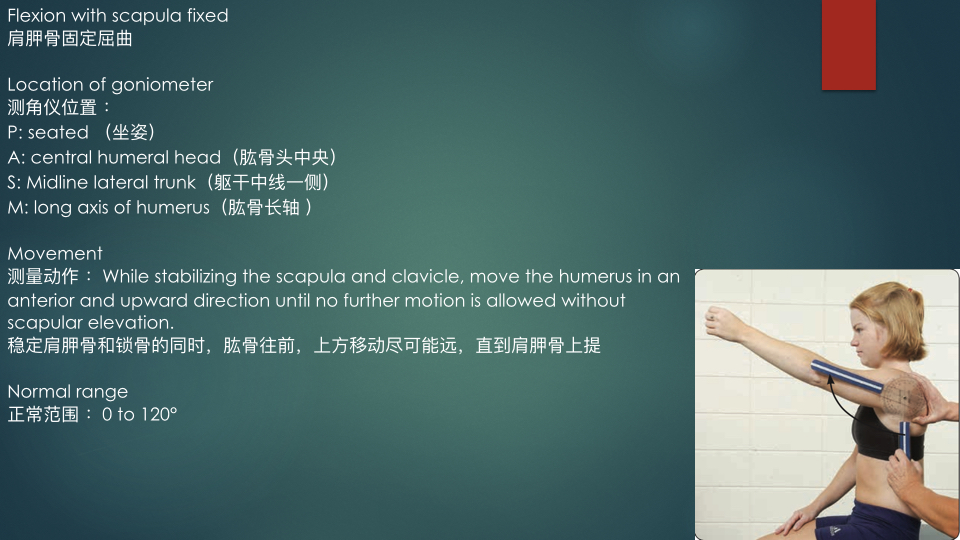 Flexion with scapula fixed
肩胛骨固定屈曲
Location of goniometer
测角仪位置：
P: seated （坐姿）
A: central humeral head（肱骨头中央）
S: Midline lateral trunk（躯干中线一侧）
M: long axis of humerus（肱骨长轴 ）
Movement
测量动作： While stabilizing the scapula and clavicle, move the humerus in an
anterior and upward direction until no further motion is allowed without
scapular elevation.
稳定肩胛骨和锁骨的同时，肱骨往前，上方移动尽可能远，直到肩胛骨上提
Normal range
正常范围： 0 to 120°